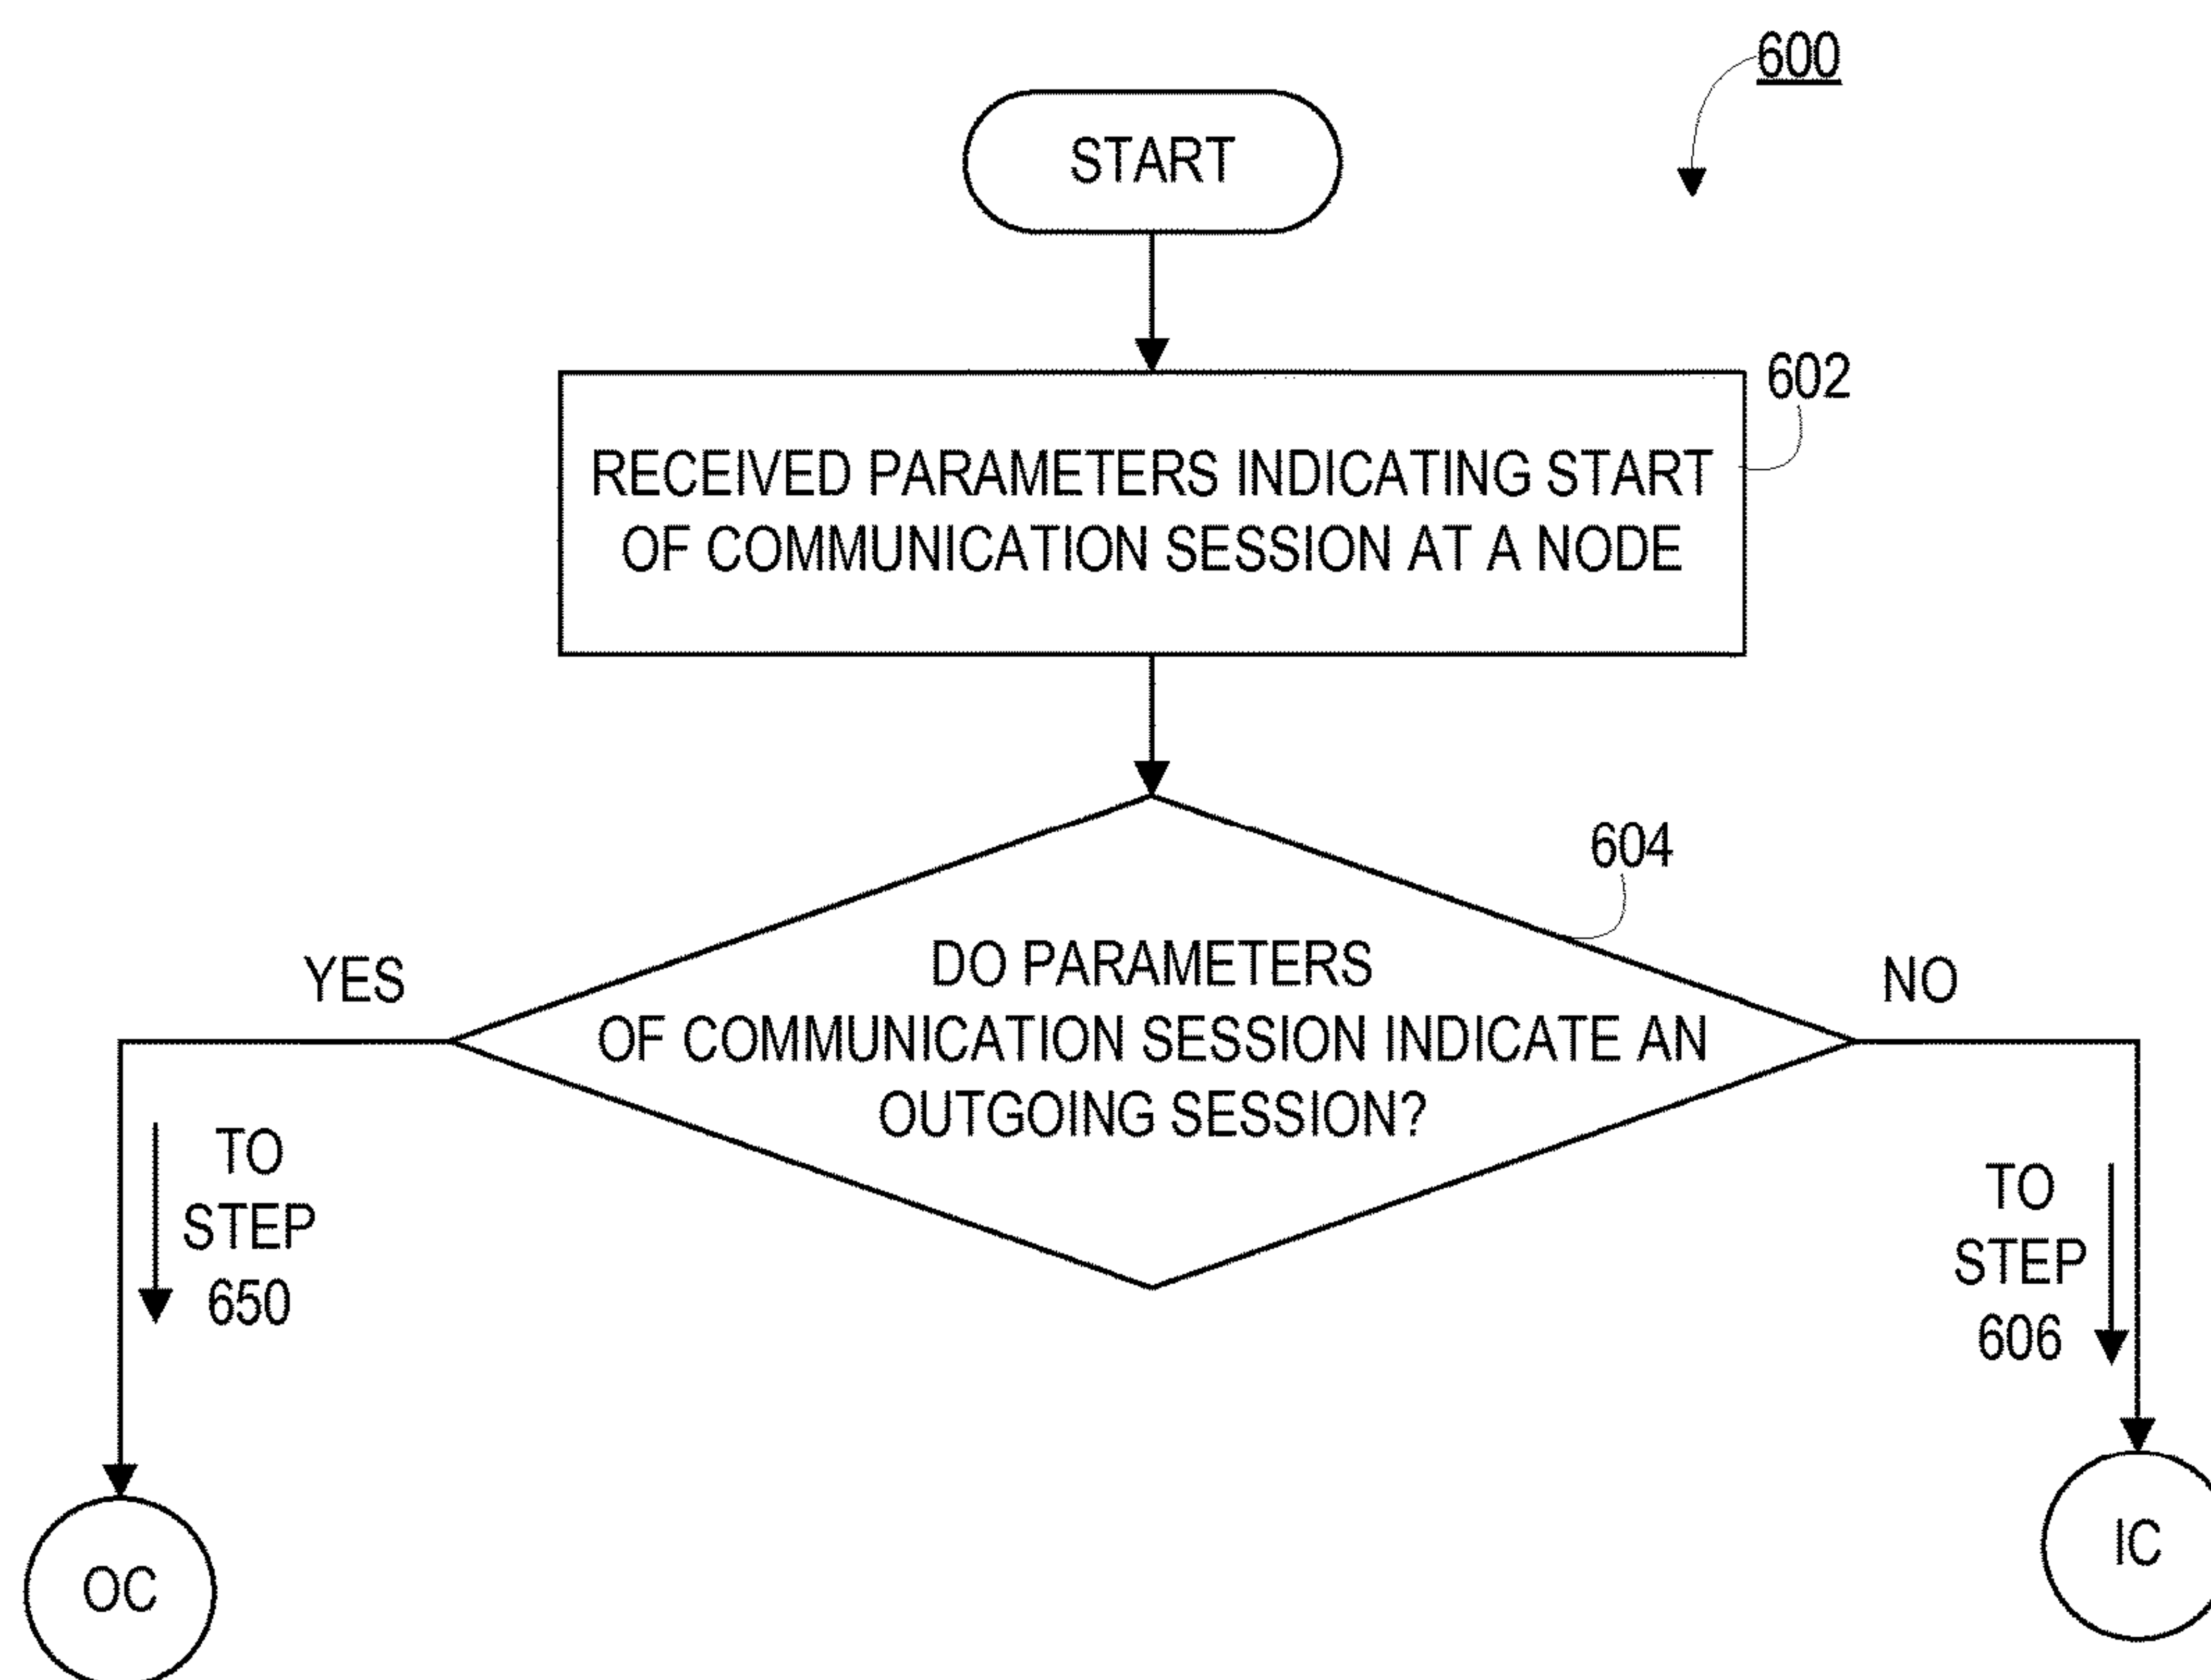 600
START
602
RECEIVED PARAMETERS INDICATING START
OF COMMUNICATION SESSION AT A NODE
604
DO PARAMETERS
OF COMMUNICATION SESSION INDICATE AN
OUTGOING SESSION?
YES
NO
TO
STEP
650
TO
STEP
606
OC
IC